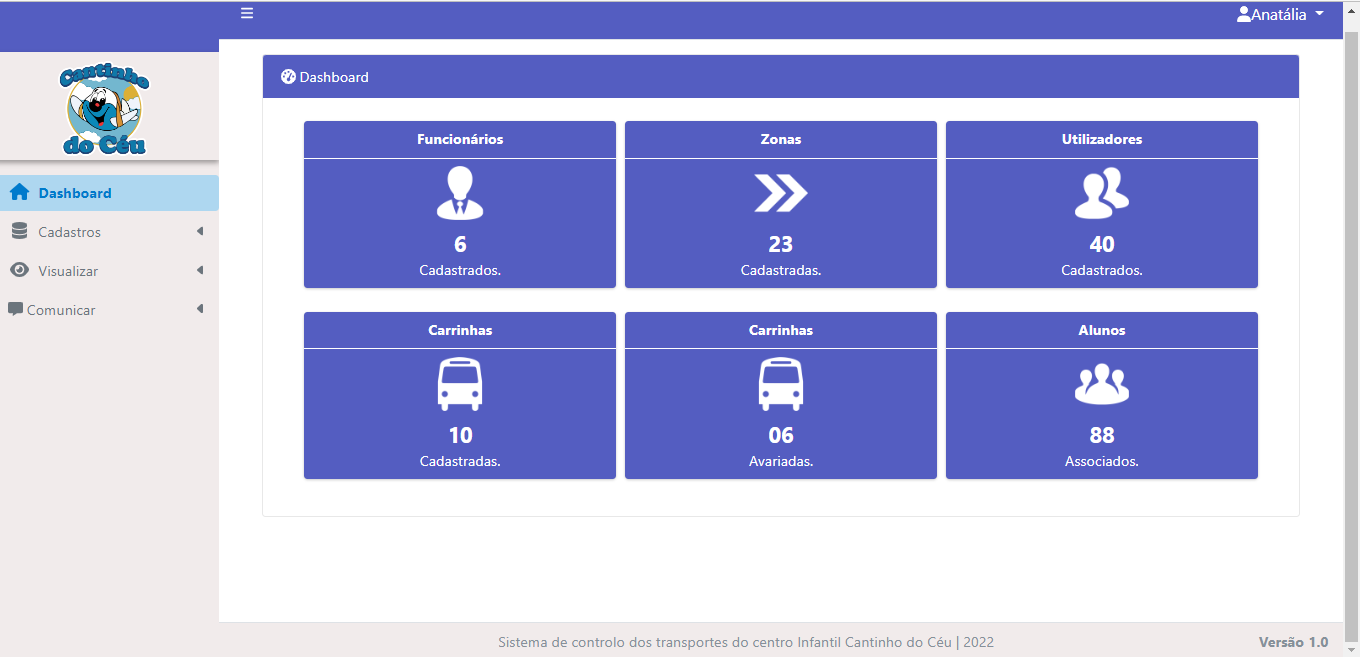 Anatália
Cantinho
do Céu
Dashboard
Cadastros
Visualizar
Comunicar
Dashboard
Funcionários
6
Cadastrados.
Zonas
23
Cadastradas.
Utilizadores
40
Cadastrados.
Carrinhas
10
Cadastradas.
Carrinhas
06
Avariadas.
Alunos
88
Associados.
Sistema de controlo dos transportes do centro Infantil Cantinho do Céu | 2022
Versão 1.0